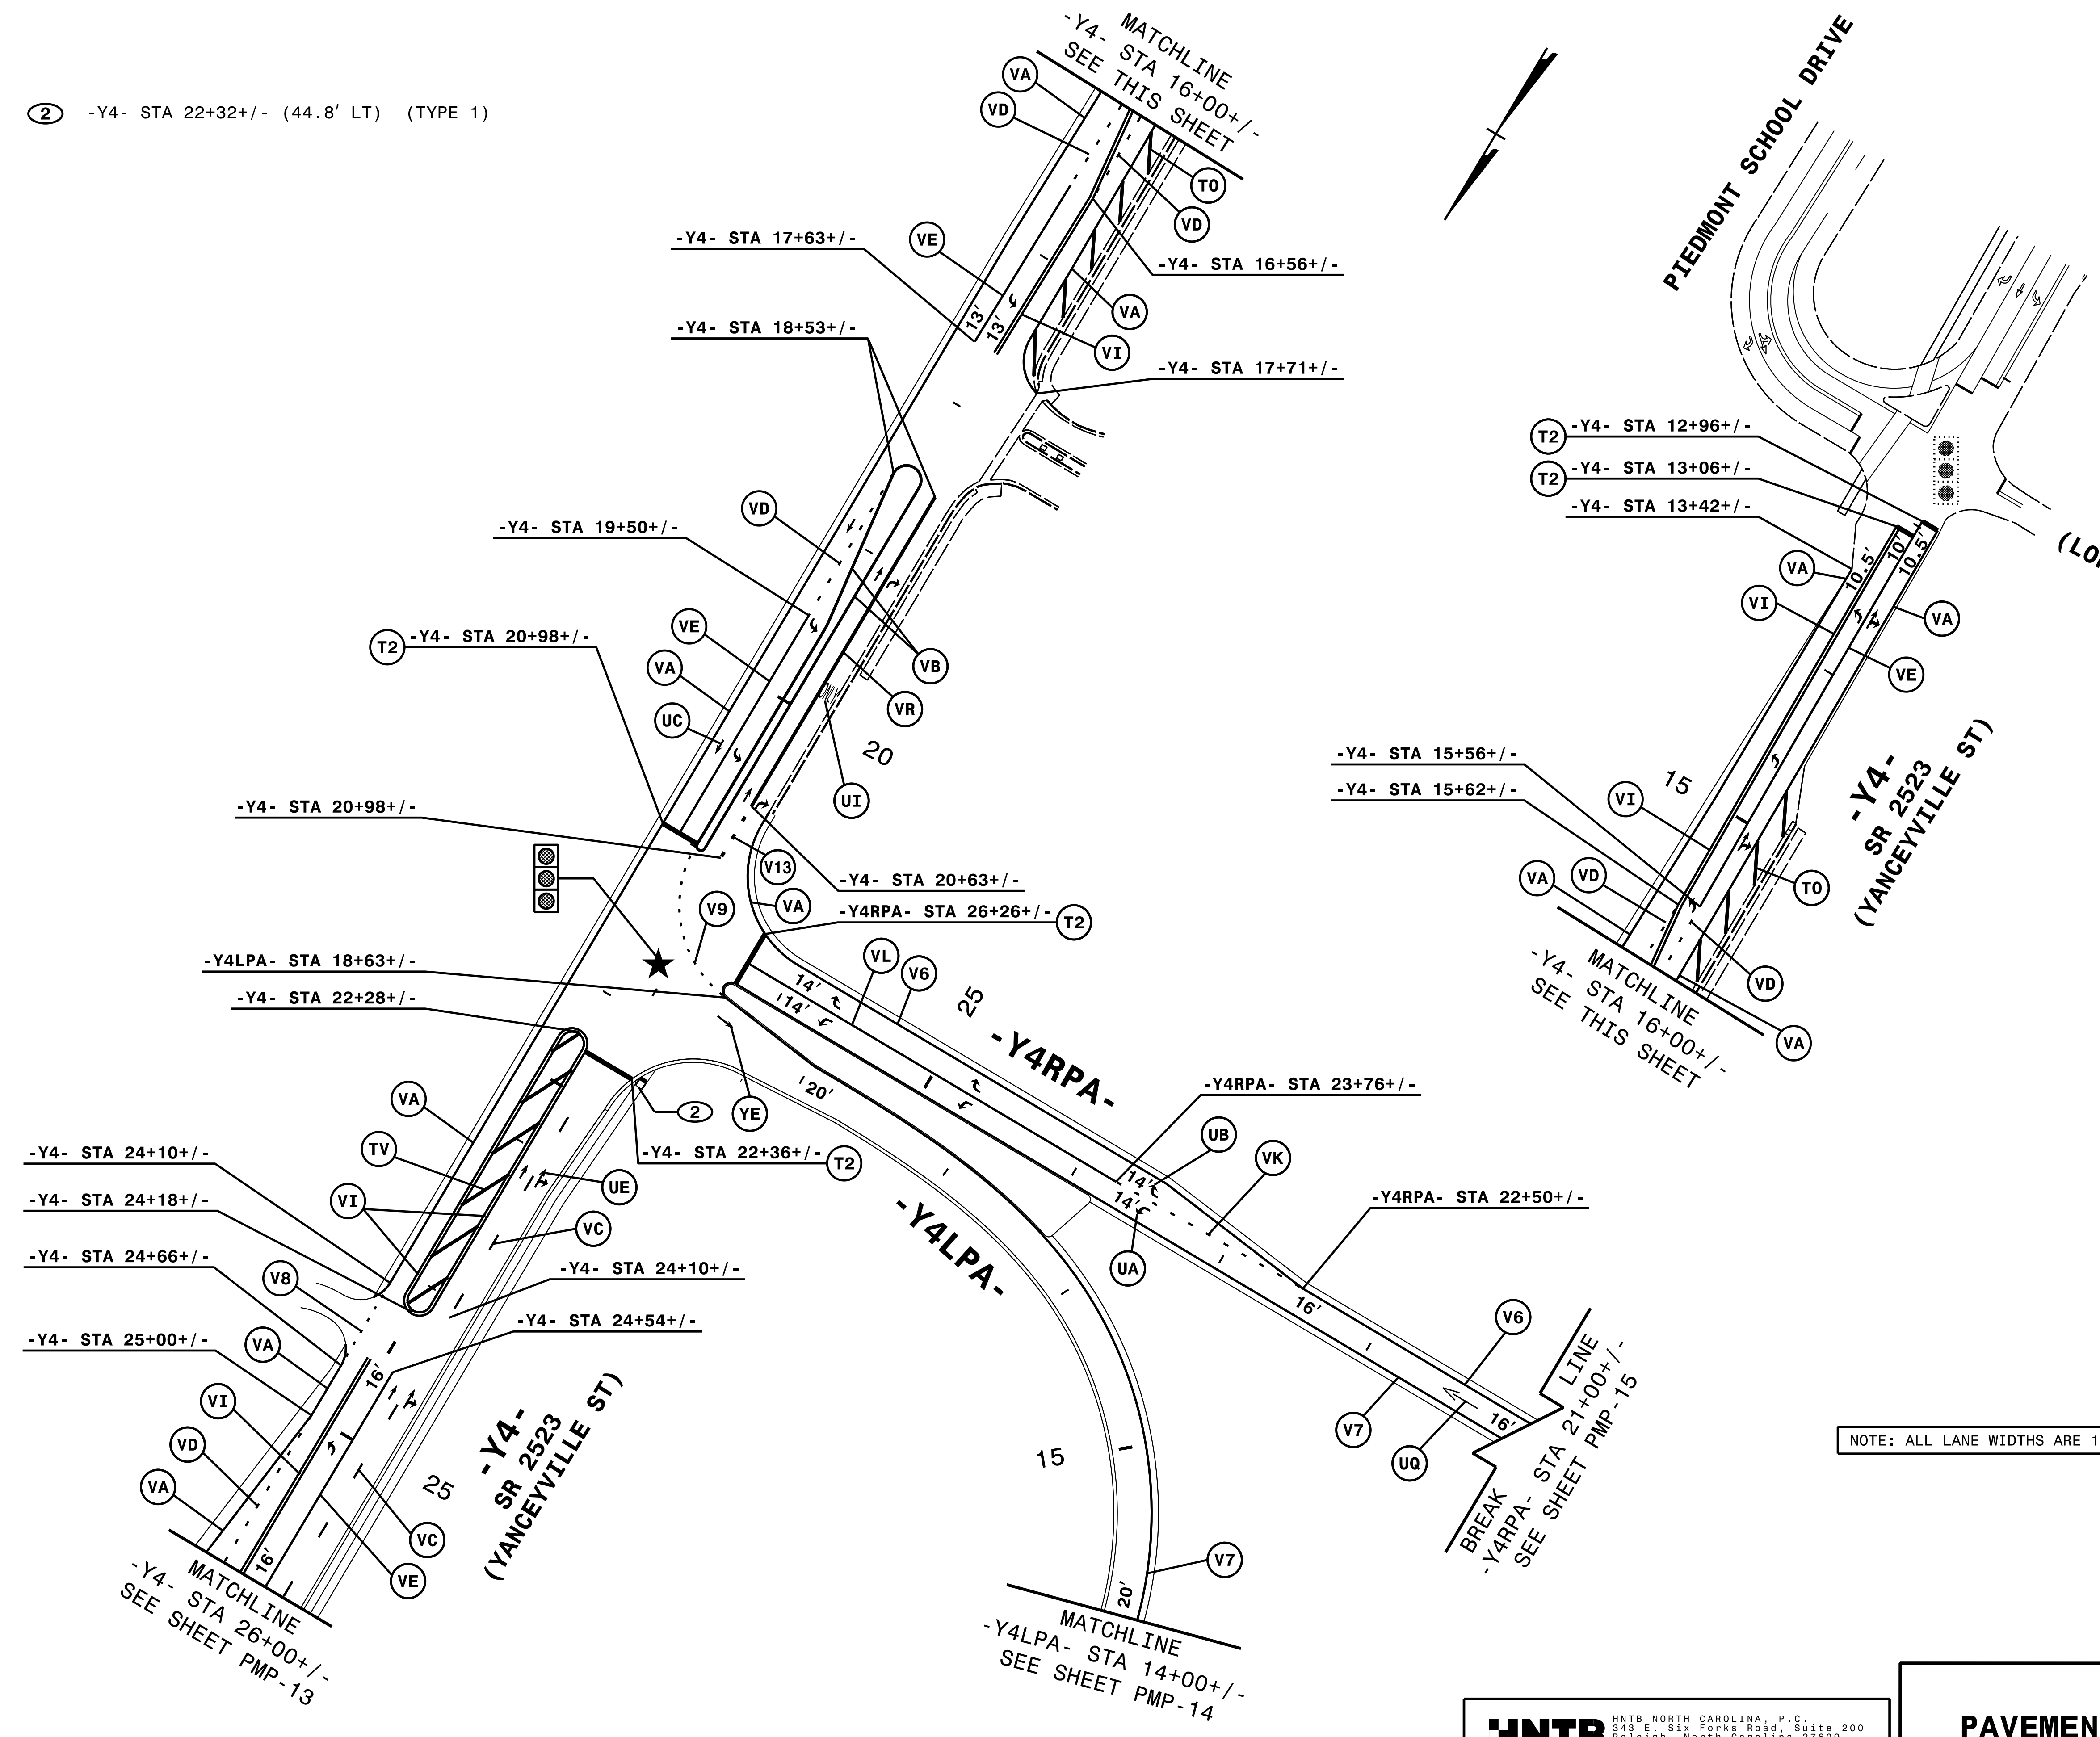 2 -Y4- STA 22+32+/- (44.8' LT) (TYPE 1)
MATCHLINE
-Y4- STA 16+00+/-
SEE THIS SHEET
VA
VD
TO
VD
-Y4- STA 17+63+/-
VE
-Y4- STA 16+56+/-
13'
13'
VA
-Y4- STA 18+53+/-
VI
-Y4- STA 17+71+/-
VD
-Y4- STA 19+50+/-
VE
T2 -Y4- STA 20+98+/-
VA
VB
UC
VR
ONLY
20
UI
-Y4- STA 20+98+/-
V13
-Y4- STA 20+63+/-
VA
-Y4RPA- STA 26+26+/- T2
V9
-Y4LPA- STA 18+63+/-
-Y4- STA 22+28+/-
VL
V6
14'
14'
25
-Y4RPA-
20'
YE
2
VA
-Y4- STA 22+36+/- T2
-Y4RPA- STA 23+76+/-
UB
VK
-Y4- STA 24+10+/-
TV
UE
14'
14'
-Y4RPA- STA 22+50+/-
-Y4- STA 24+18+/-
VI
VC
-Y4LPA-
UA
-Y4- STA 24+66+/-
V8
-Y4- STA 24+10+/-
16'
V6
-Y4- STA 25+00+/-
VA
-Y4- STA 24+54+/-
16'
VI
V7
16'
UQ
BREAK LINE
-Y4RPA- STA 21+00+/-
SEE SHEET PMP-15
VD
VA
25
-Y4-
SR 2523
(YANCEYVILLE ST)
VC
VE
16'
MATCHLINE
-Y4- STA 26+00+/-
SEE SHEET PMP-13
15
V7
20'
MATCHLINE
-Y4LPA- STA 14+00+/-
SEE SHEET PMP-14
PIEDMONT SCHOOL DRIVE
T2 -Y4- STA 12+96+/-
T2 -Y4- STA 13+06+/-
-Y4- STA 13+42+/-
10.5'
10'
10.5'
(LO
VA
VI
VA
VE
-Y4- STA 15+56+/-
-Y4- STA 15+62+/-
15
VI
-Y4-
SR 2523
(YANCEYVILLE ST)
VA
VD
TO
VD
VA
MATCHLINE
-Y4- STA 16+00+/-
SEE THIS SHEET
NOTE: ALL LANE WIDTHS ARE 1
HNTB
HNTB NORTH CAROLINA, P.C.
343 E. Six Forks Road, Suite 200
Raleigh, North Carolina 27609
PAVEMEN